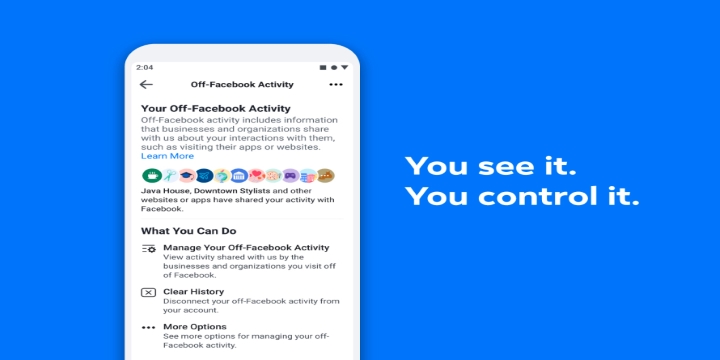 2:04
Off-Facebook Activity
Your Off-Facebook Activity
Off-Facebook activity includes information
that businesses and organizations share
with us about your interactions with them,
such as visiting their apps or websites.
Learn More
Java House, Downtown Stylists and other
websites or apps have shared your activity with
Facebook.
What You Can Do
Manage Your Off-Facebook Activity
View activity shared with us by the
businesses and organizations you visit off
of Facebook.
Clear History
Disconnect your off-Facebook activity from
your account.
More Options
See more options for managing your off-
Facebook activity.
You see it.
You control it.